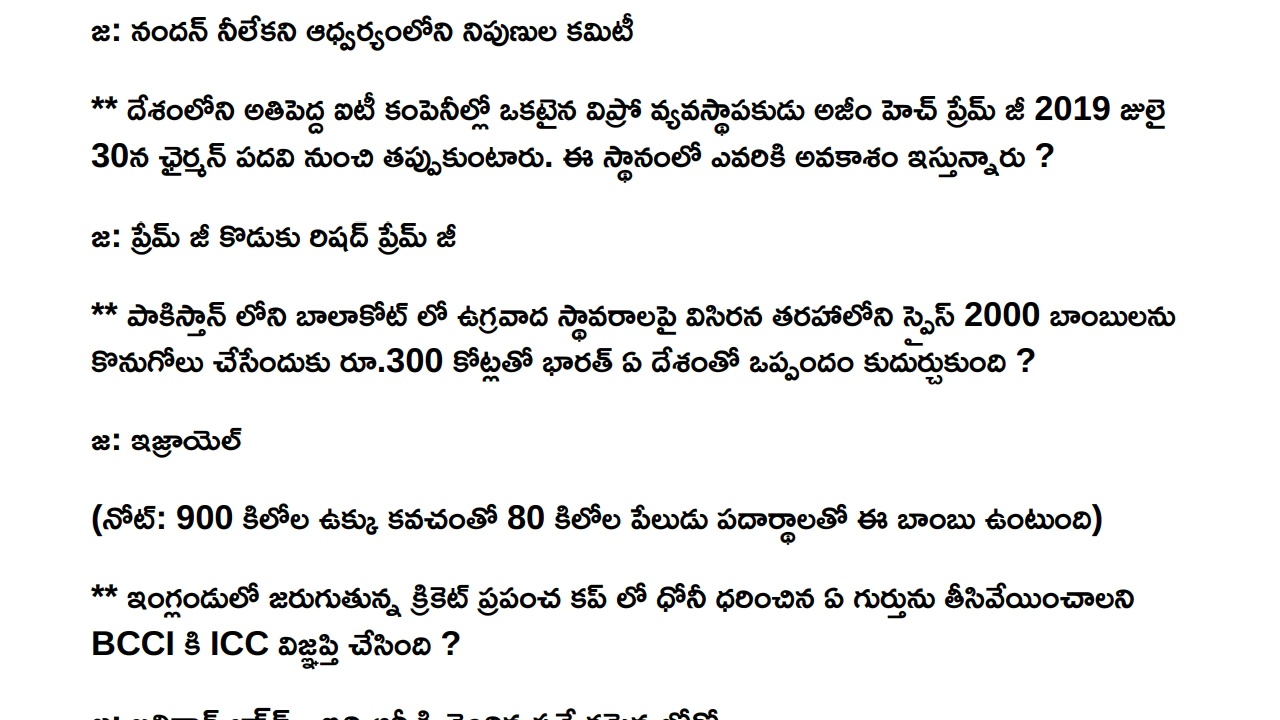 జ: నందన్ నీలేకని ఆధ్వర్యంలోని నిపుణుల కమిటీ
** దేశంలోని అతిపెద్ద ఐటీ కంపెనీల్లో ఒకటైన విప్రో వ్యవస్థాపకుడు అజీం హెచ్ ప్రేమ్ జీ 2019 జులై
30న ఛైర్మన్ పదవి నుంచి తప్పుకుంటారు. ఈ స్థానంలో ఎవరికి అవకాశం ఇస్తున్నారు ?
జ: ప్రేమ్ జీ కొడుకు రిషద్ ప్రేమ్ జీ
** పాకిస్తాన్ లోని బాలాకోట్ లో ఉగ్రవాద స్థావరాలపై విసిరన తరహాలోని స్పైస్ 2000 బాంబులను
కొనుగోలు చేసేందుకు రూ.300 కోట్లతో భారత్ ఏ దేశంతో ఒప్పందం కుదుర్చుకుంది ?
జ: ఇజ్రాయెల్
(నోట్: 900 కిలోల ఉక్కు కవచంతో 80 కిలోల పేలుడు పదార్థాలతో ఈ బాంబు ఉంటుంది)
** ఇంగ్లండులో జరుగుతున్న క్రికెట్ ప్రపంచ కప్ లో ధోనీ ధరించిన ఏ గుర్తును తీసివేయించాలని
BCCI కి ICC విజ్ఞప్తి చేసింది ?